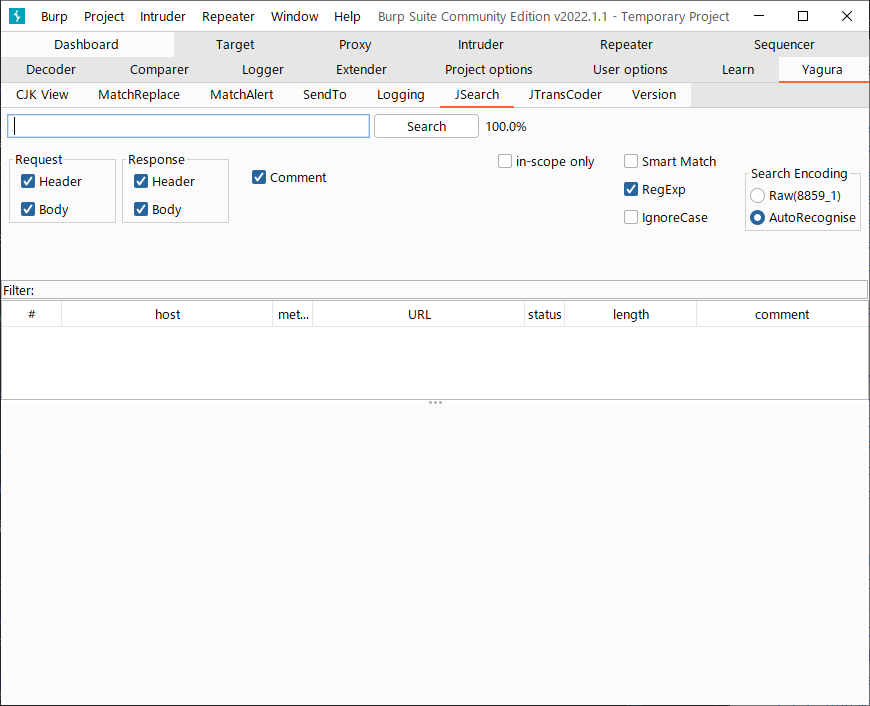 Burp Project Intruder Repeater Window Help Burp Suite Community Edition v2022.1.1 - Temporary Project
Dashboard Target Proxy Intruder Repeater Sequencer
Decoder Comparer Logger Extender Project options User options Learn Yagura
CJK View MatchReplace MatchAlert SendTo Logging JSearch JTransCoder Version
Search 100.0%
Request Response in-scope only Smart Match
Header Header Comment RegExp Search Encoding
Raw(8859_1)
Body Body IgnoreCase AutoRecognise
Filter:
# host met... URL status length comment